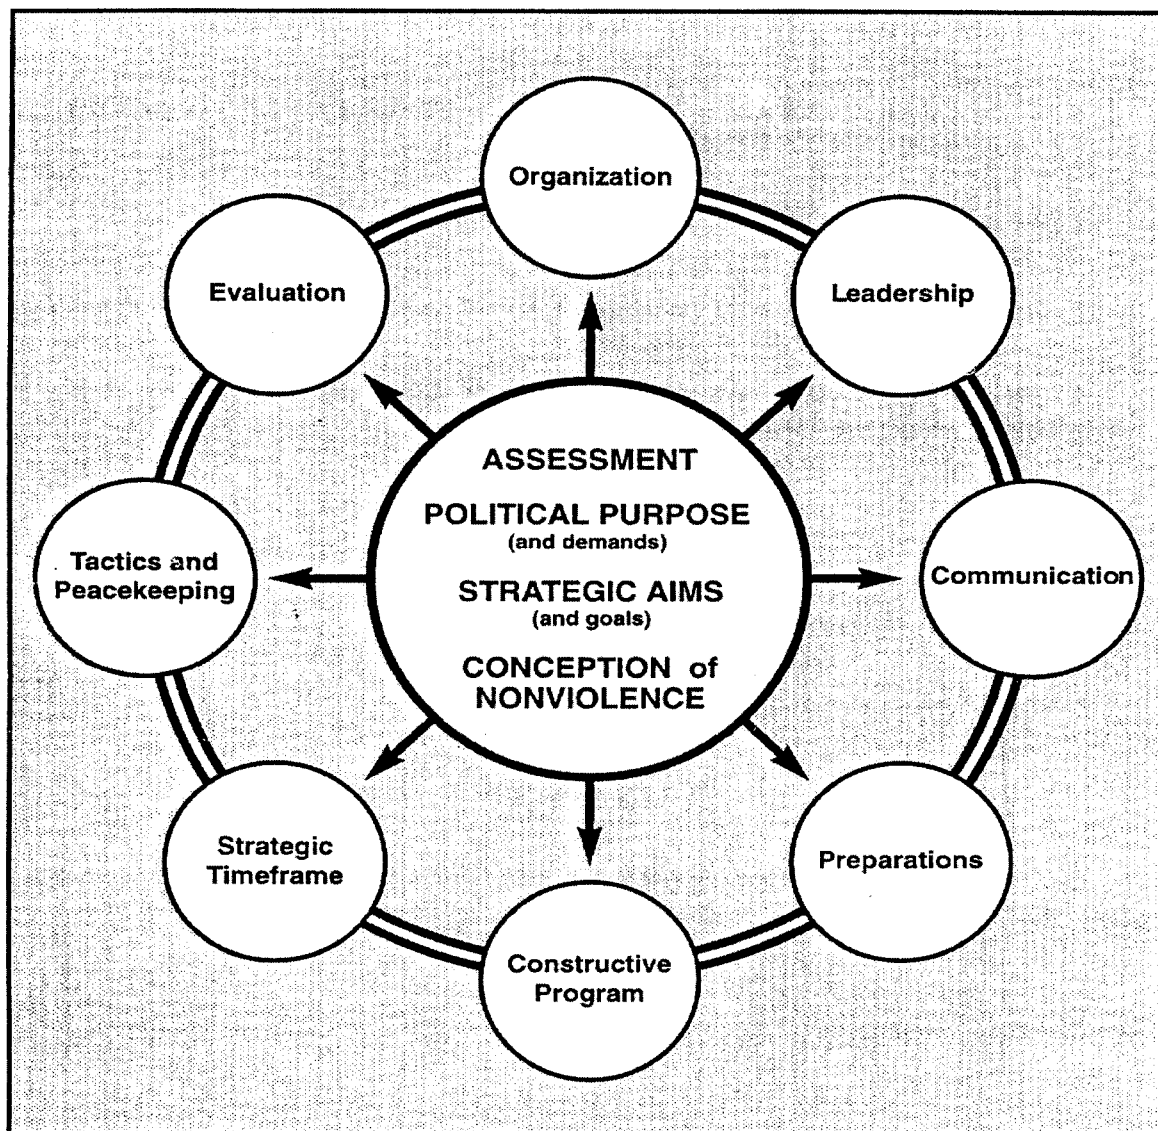 Organization
Leadership
Communication
Preparations
Constructive
Program
Strategic
Timeframe
Tactics and
Peacekeeping
Evaluation
ASSESSMENT
POLITICAL PURPOSE
(and demands)
STRATEGIC AIMS
(and goals)
CONCEPTION of
NONVIOLENCE